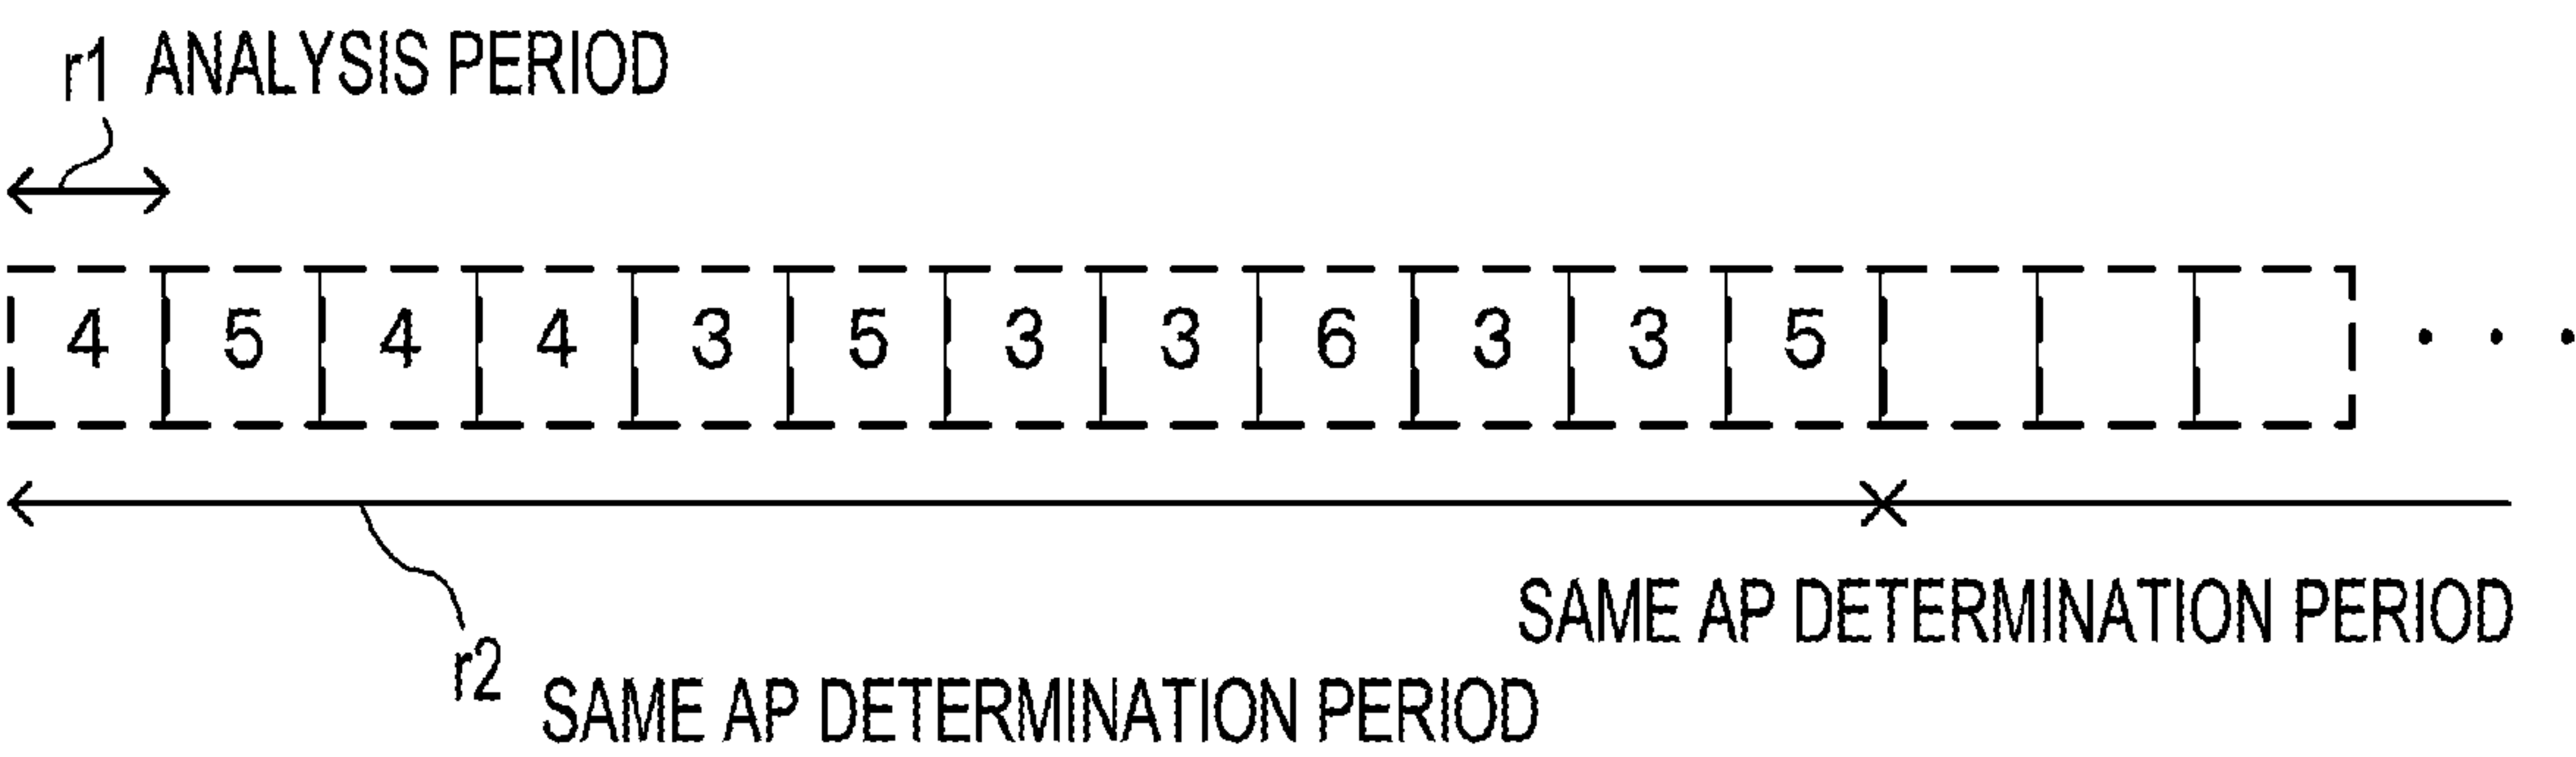 r1 ANALYSIS PERIOD
4 5 4 4 3 5 3 3 6 3 3 5 . . .
SAME AP DETERMINATION PERIOD
r2 SAME AP DETERMINATION PERIOD